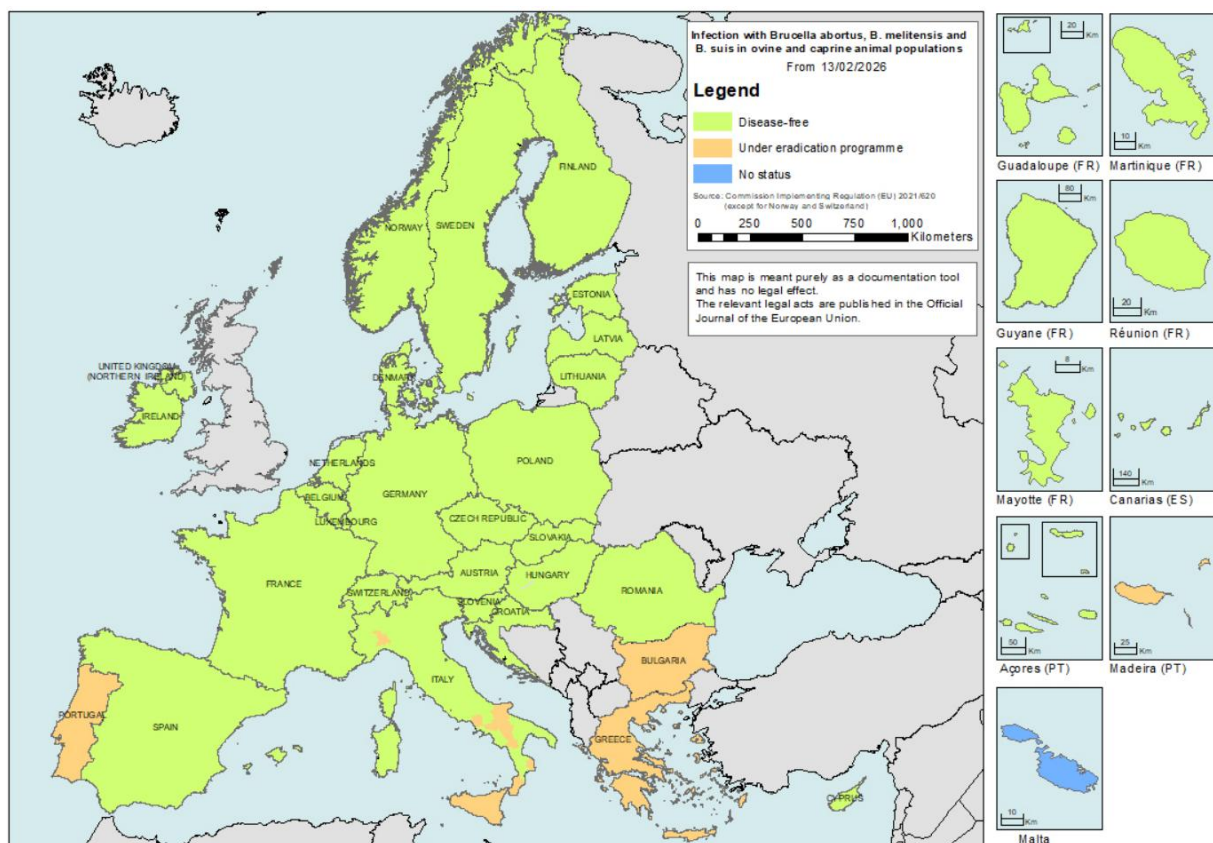 Infection with Brucella abortus, B. melitensis and
B. suis in ovine and caprine animal populations
From 13/02/2026
Legend
Disease-free
Under eradication programme
No status
Source: Commission Implementing Regulation (EU) 2021/620
(except for Norway and Switzerland)
0 250 500 750 1,000
Kilometers
This map is meant purely as a documentation tool
and has no legal effect.
The relevant legal acts are published in the Official
Journal of the European Union.
FINLAND
NORWAY
SWEDEN
ESTONIA
LATVIA
LITHUANIA
DENMARK
UNITED KINGDOM
(NORTHERN IRELAND)
IRELAND
NETHERLANDS
BELGIUM
LUXEMBOURG
GERMANY
POLAND
CZECH REPUBLIC
SLOVAKIA
FRANCE
SWITZERLAND
AUSTRIA
HUNGARY
SLOVENIA
CROATIA
ROMANIA
BULGARIA
ITALY
PORTUGAL
SPAIN
GREECE
CYPRUS
20
Km
Guadaloupe (FR)
10
Km
Martinique (FR)
80
Km
Guyane (FR)
20
Km
Réunion (FR)
8
Km
Mayotte (FR)
140
Km
Canarias (ES)
50
Km
Açores (PT)
25
Km
Madeira (PT)
10
Km
Malta